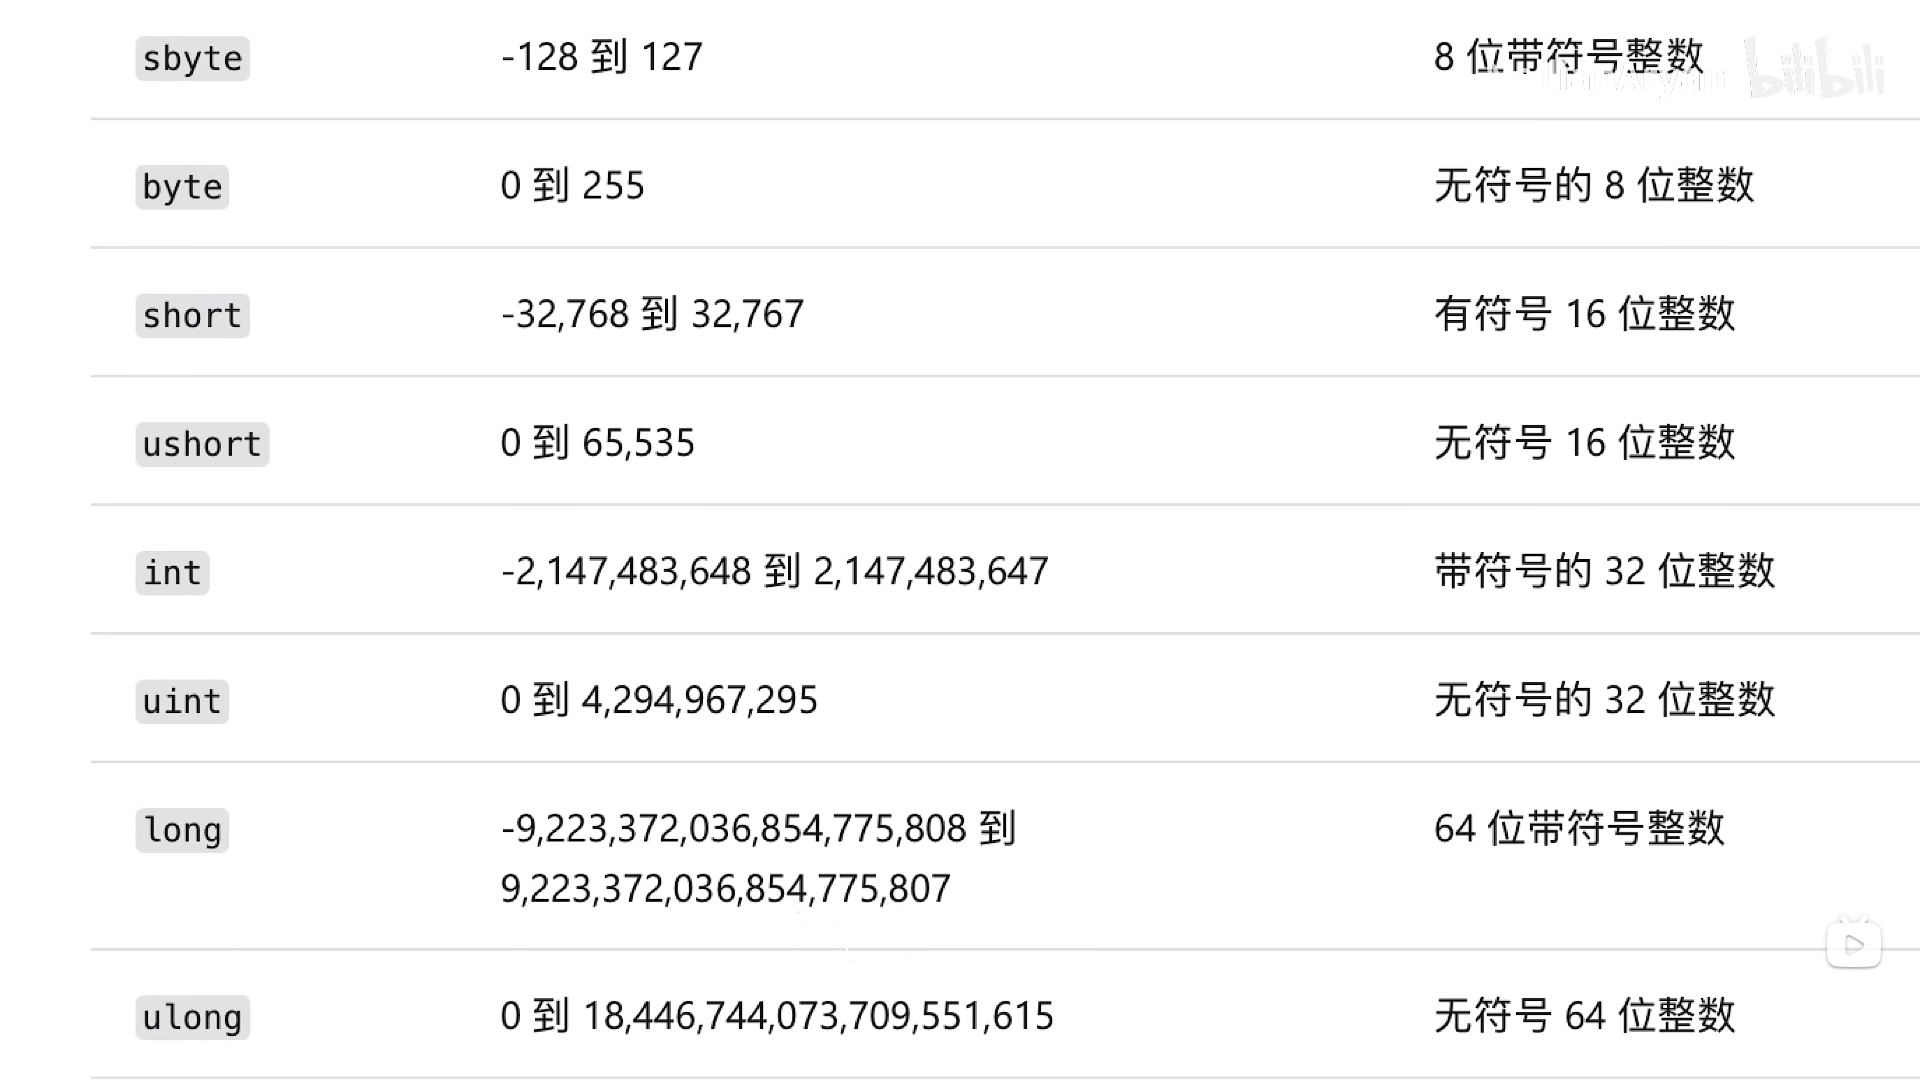 sbyte -128 到 127 8 位带符号整数
bilibili
byte 0 到 255 无符号的 8 位整数
short -32,768 到 32,767 有符号 16 位整数
ushort 0 到 65,535 无符号 16 位整数
int -2,147,483,648 到 2,147,483,647 带符号的 32 位整数
uint 0 到 4,294,967,295 无符号的 32 位整数
long -9,223,372,036,854,775,808 到 64 位带符号整数
9,223,372,036,854,775,807
ulong 0 到 18,446,744,073,709,551,615 无符号 64 位整数